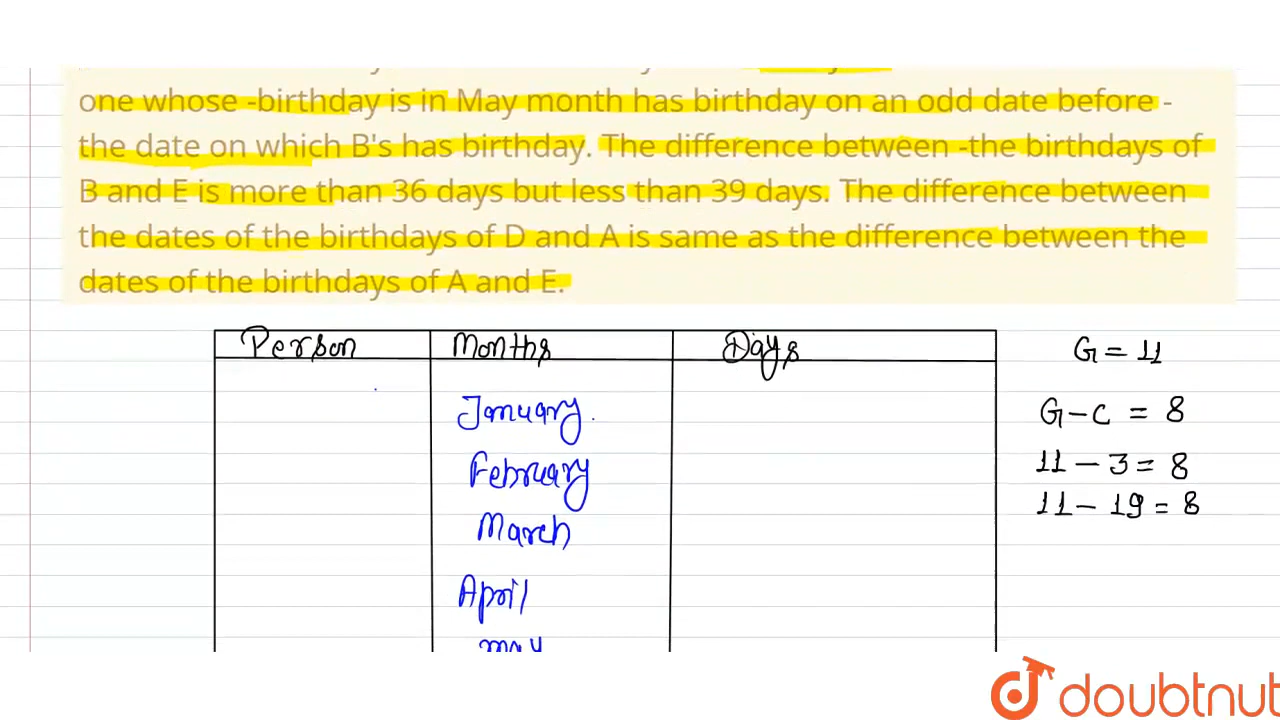 one whose -birthday is in May month has birthday on an odd date before -
the date on which B's has birthday. The difference between -the birthdays of
B and E is more than 36 days but less than 39 days. The difference between
the dates of the birthdays of D and A is same as the difference between the
dates of the birthdays of A and E.
Person Months Days
January.
February
March
April
may
G = 11
G - C = 8
11 - 3 = 8
11 - 19 = 8
doubtnut